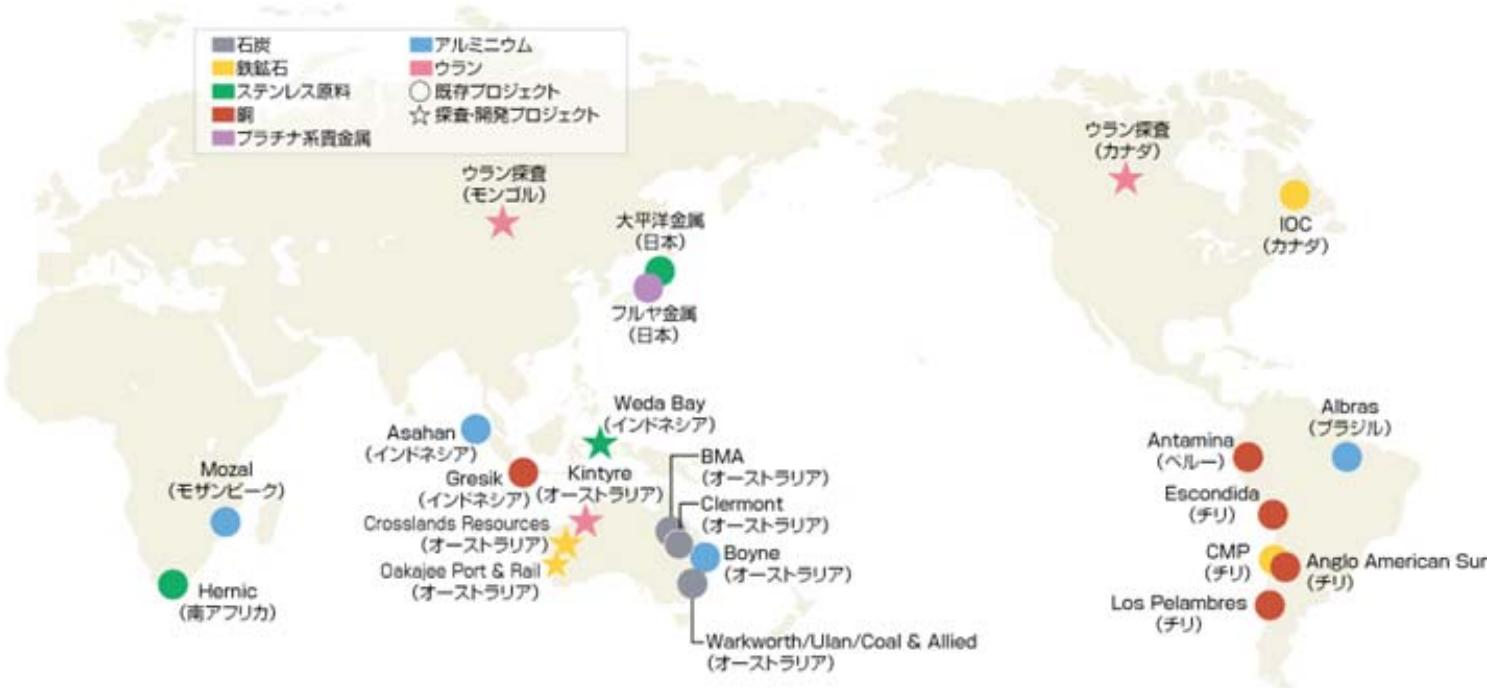 石炭
鉄鉱石
ステンレス原料
銅
プラチナ系貴金属
アルミニウム
ウラン
既存プロジェクト
探査・開発プロジェクト
ウラン探査
（モンゴル）
大平洋金属
（日本）
フルヤ金属
（日本）
ウラン探査
（カナダ）
IOC
（カナダ）
Weda Bay
（インドネシア）
Asahan
（インドネシア）
Gresik
（インドネシア）
Kintyre
（オーストラリア）
BMA
（オーストラリア）
Clermont
（オーストラリア）
Mozal
（モザンビーク）
Crosslands Resources
（オーストラリア）
Oakajee Port & Rail
（オーストラリア）
Boyne
（オーストラリア）
Hernic
（南アフリカ）
Warkworth/Ulan/Coal & Allied
（オーストラリア）
Albras
（ブラジル）
Antamina
（ペルー）
Escondida
（チリ）
CMP
（チリ）
Anglo American Sur
（チリ）
Los Pelambres
（チリ）